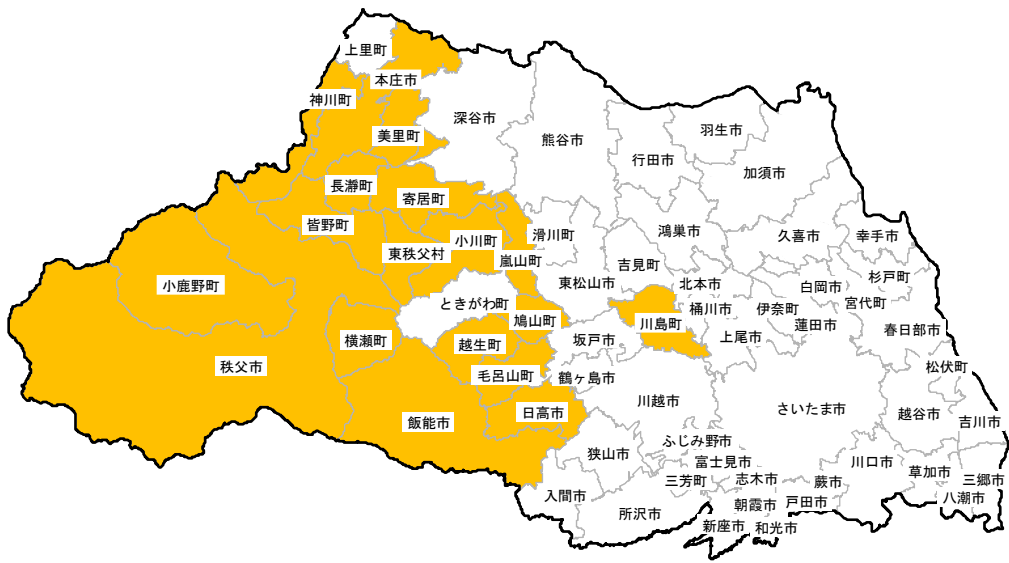 上里町
本庄市
神川町
美里町
深谷市
熊谷市
羽生市
行田市
加須市
長瀞町
寄居町
皆野町
東秩父村
小川町
嵐山町
滑川町
鴻巣市
久喜市
幸手市
吉見町
東松山市
北本市
白岡市
杉戸町
小鹿野町
ときがわ町
鳩山町
川島町
桶川市
伊奈町
宮代町
蓮田市
春日部市
横瀬町
越生町
坂戸市
上尾市
秩父市
毛呂山町
鶴ヶ島市
松伏町
川越市
さいたま市
越谷市
飯能市
日高市
吉川市
ふじみ野市
狭山市
富士見市
川口市
三芳町
志木市
蕨市
草加市
三郷市
入間市
所沢市
朝霞市
戸田市
八潮市
新座市
和光市